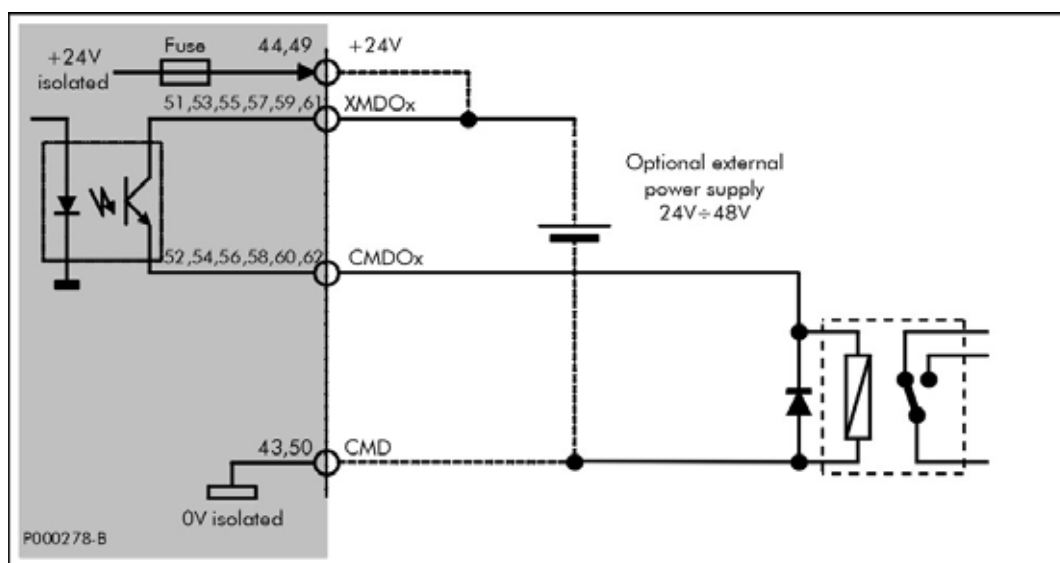 Fuse
44,49
+24V
+24V
isolated
51,53,55,57,59,61
XMDOx
Optional external
power supply
24V÷48V
52,54,56,58,60,62
CMDOx
43,50
CMD
0V isolated
P000278-B